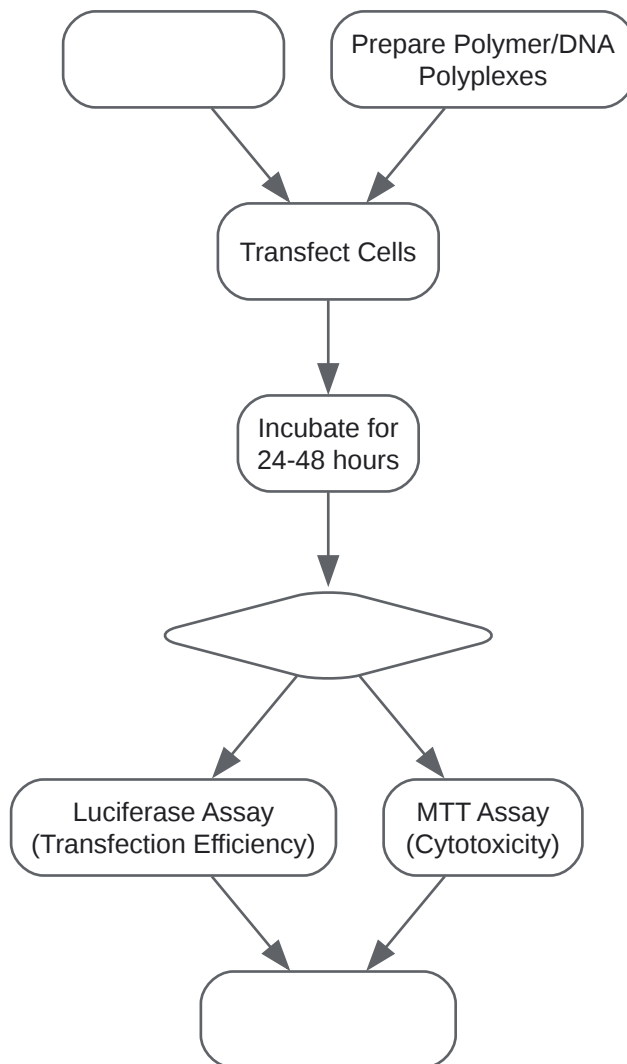 Prepare Polymer/DNA
Polyplexes
Transfect Cells
Incubate for
24-48 hours
Luciferase Assay
(Transfection Efficiency)
MTT Assay
(Cytotoxicity)